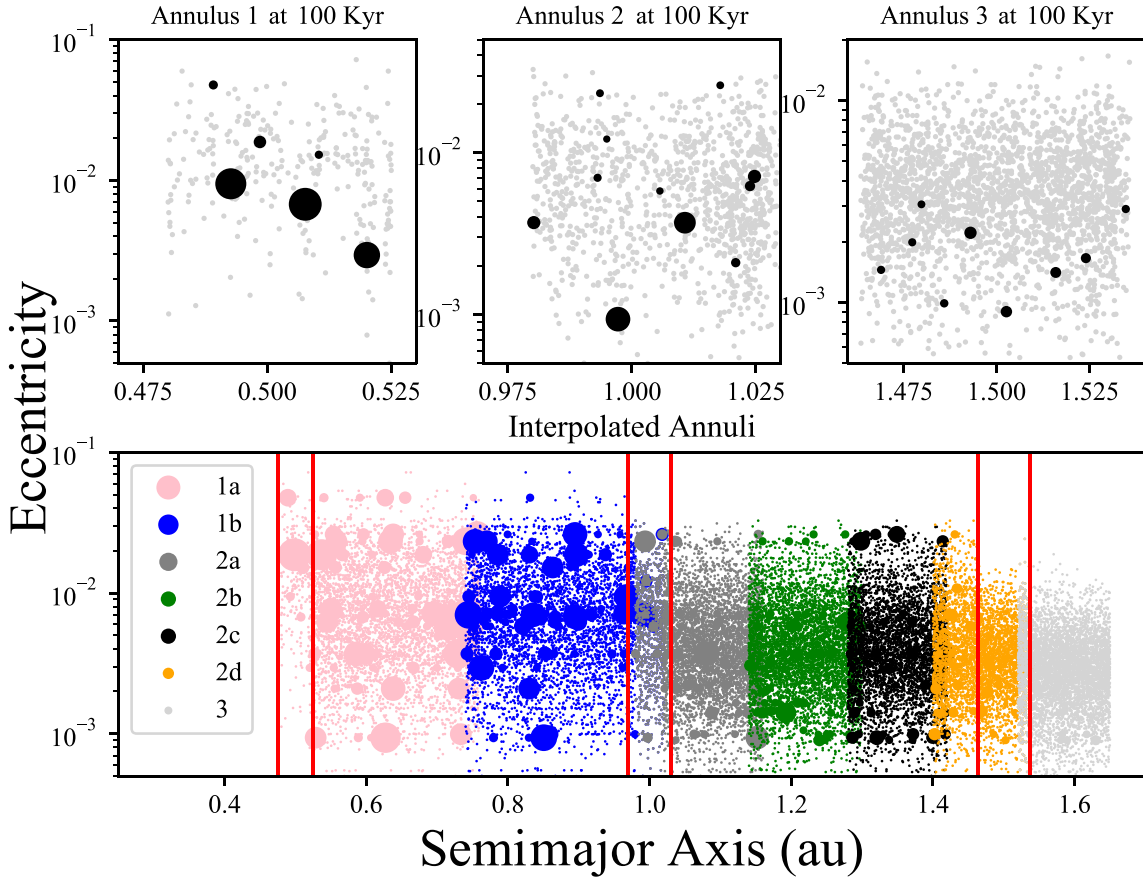 Annulus 1 at 100 Kyr
Annulus 2 at 100 Kyr
Annulus 3 at 100 Kyr
10⁻¹
10⁻²
10⁻³
10⁻²
10⁻³
10⁻²
10⁻³
0.475
0.500
0.525
0.975
1.000
1.025
1.475
1.500
1.525
Eccentricity
Interpolated Annuli
10⁻¹
10⁻²
10⁻³
1a
1b
2a
2b
2c
2d
3
0.4
0.6
0.8
1.0
1.2
1.4
1.6
Semimajor Axis (au)